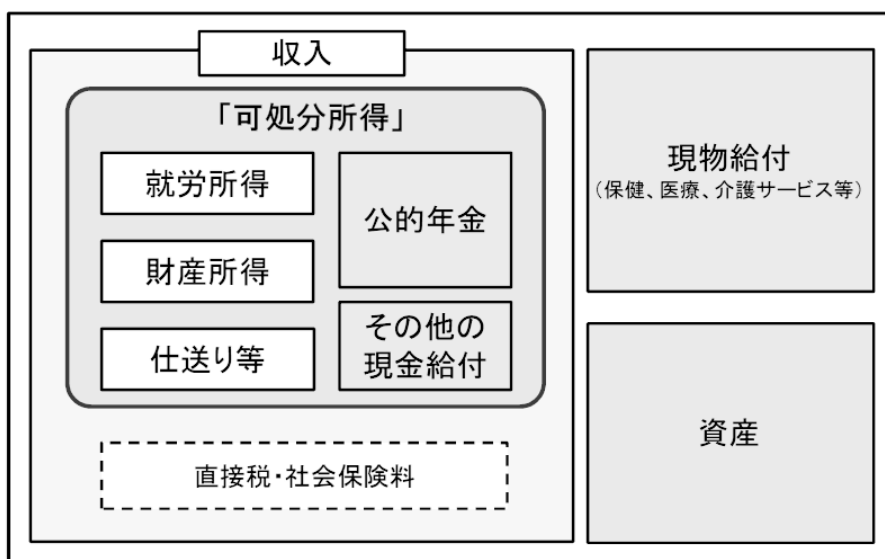 収入
「可処分所得」
就労所得
財産所得
仕送り等
公的年金
その他の
現金給付
直接税・社会保険料
現物給付
（保健、医療、介護サービス等）
資産